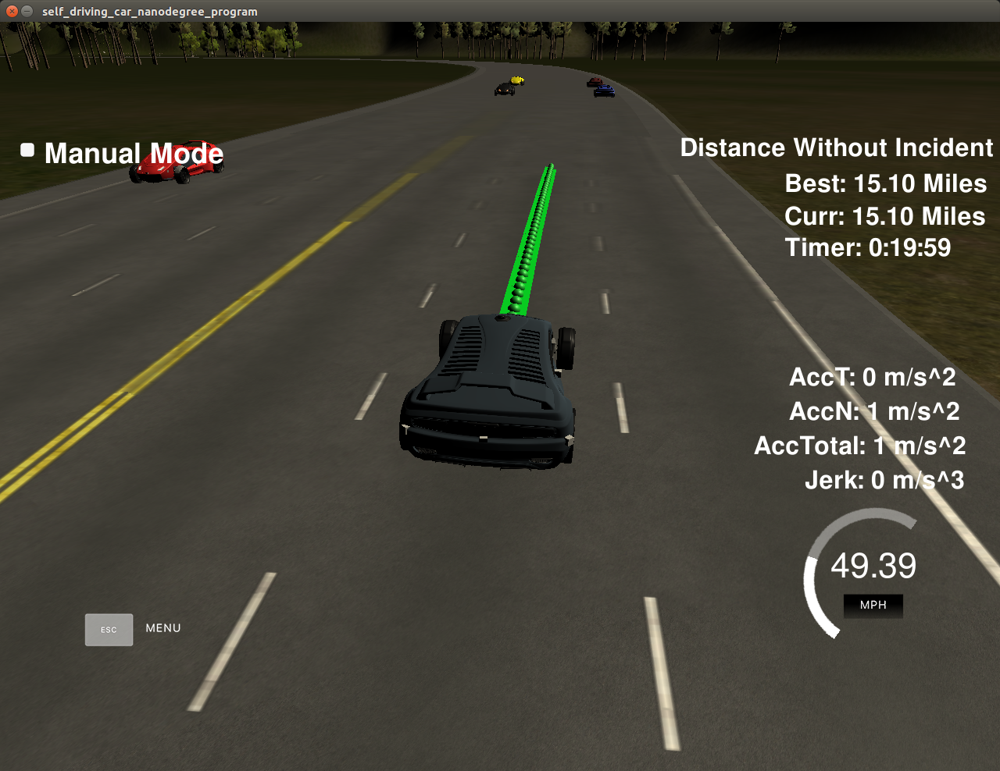 self_driving_car_nanodegree_program
Manual Mode
Distance Without Incident
Best: 15.10 Miles
Curr: 15.10 Miles
Timer: 0:19:59
AccT: 0 m/s^2
AccN: 1 m/s^2
AccTotal: 1 m/s^2
Jerk: 0 m/s^3
49.39
MPH
ESC MENU